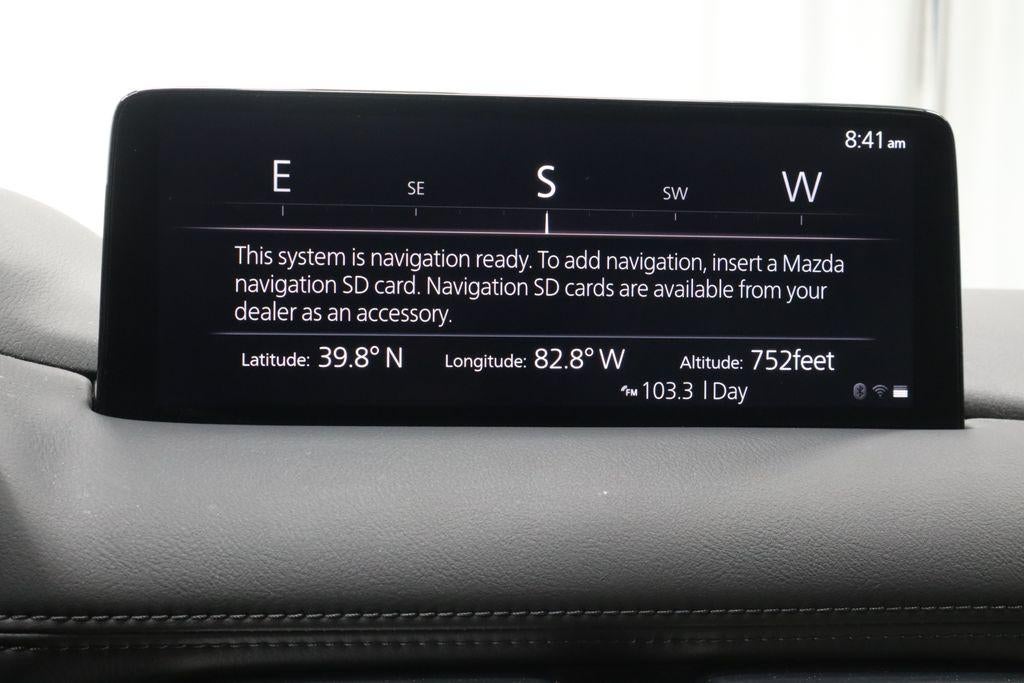 8:41 am
E SE S SW W
This system is navigation ready. To add navigation, insert a Mazda
navigation SD card. Navigation SD cards are available from your
dealer as an accessory.
Latitude: 39.8° N Longitude: 82.8° W Altitude: 752feet
FM 103.3 | Day